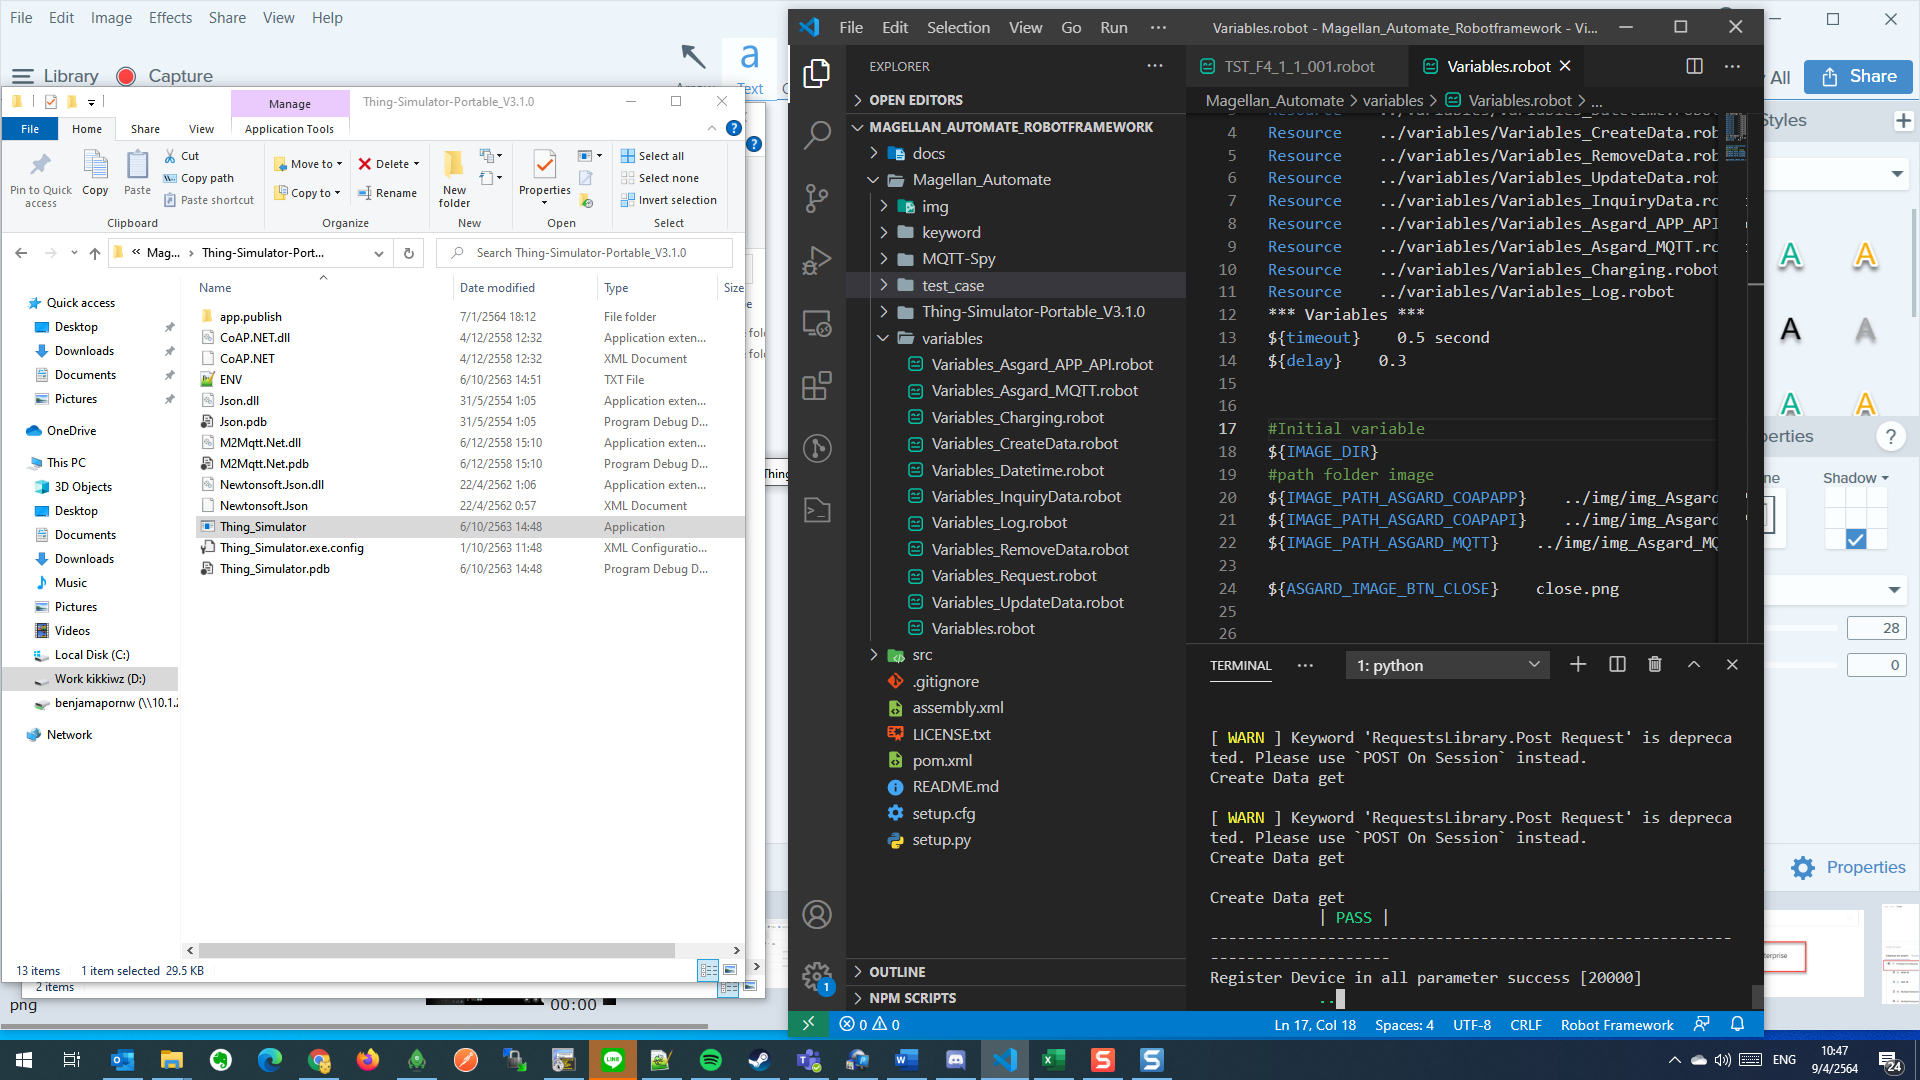 File Edit Image Effects Share View Help
Library Capture
Text
Manage Thing-Simulator-Portable_V3.1.0
File Home Share View Application Tools
Pin to Quick access
Copy
Paste
Cut
Copy path
Paste shortcut
Clipboard
Move to
Copy to
Delete
Rename
Organize
New folder
New
Properties
Open
Select all
Select none
Invert selection
Select
Mag... Thing-Simulator-Port... Search Thing-Simulator-Portable_V3.1.0
Name Date modified Type Size
Quick access
Desktop
Downloads
Documents
Pictures
OneDrive
This PC
3D Objects
Desktop
Documents
Downloads
Music
Pictures
Videos
Local Disk (C:)
Work kikkiwz (D:)
benjamapornw (\\10.1.2
Network
app.publish 7/1/2564 18:12 File folder
CoAP.NET.dll 4/12/2558 12:32 Application exten...
CoAP.NET 4/12/2558 12:32 XML Document
ENV 6/10/2563 14:51 TXT File
Json.dll 31/5/2554 1:05 Application exten...
Json.pdb 31/5/2554 1:05 Program Debug D...
M2Mqtt.Net.dll 6/12/2558 15:10 Application exten...
M2Mqtt.Net.pdb 6/12/2558 15:10 Program Debug D...
Newtonsoft.Json.dll 22/4/2562 1:06 Application exten...
Newtonsoft.Json 22/4/2562 0:57 XML Document
Thing_Simulator 6/10/2563 14:48 Application
Thing_Simulator.exe.config 1/10/2563 11:48 XML Configuratio...
Thing_Simulator.pdb 6/10/2563 14:48 Program Debug D...
13 items 1 item selected 29.5 KB
2 items
png
00:00
File Edit Selection View Go Run ··· Variables.robot - Magellan_Automate_Robotframework - Vi...
EXPLORER
OPEN EDITORS
MAGELLAN_AUTOMATE_ROBOTFRAMEWORK
docs
Magellan_Automate
img
keyword
MQTT-Spy
test_case
Thing-Simulator-Portable_V3.1.0
variables
Variables_Asgard_APP_API.robot
Variables_Asgard_MQTT.robot
Variables_Charging.robot
Variables_CreateData.robot
Variables_Datetime.robot
Variables_InquiryData.robot
Variables_Log.robot
Variables_RemoveData.robot
Variables_Request.robot
Variables_UpdateData.robot
Variables.robot
src
.gitignore
assembly.xml
LICENSE.txt
pom.xml
README.md
setup.cfg
setup.py
OUTLINE
NPM SCRIPTS
TST_F4_1_1_001.robot Variables.robot
Magellan_Automate > variables > Variables.robot > ...
4 Resource ../variables/Variables_CreateData.rob
5 Resource ../variables/Variables_RemoveData.rob
6 Resource ../variables/Variables_UpdateData.rob
7 Resource ../variables/Variables_InquiryData.ro
8 Resource ../variables/Variables_Asgard_APP_API
9 Resource ../variables/Variables_Asgard_MQTT.ro
10 Resource ../variables/Variables_Charging.robot
11 Resource ../variables/Variables_Log.robot
12 *** Variables ***
13 ${timeout} 0.5 second
14 ${delay} 0.3
15
16
17 #Initial variable
18 ${IMAGE_DIR}
19 #path folder image
20 ${IMAGE_PATH_ASGARD_COAPAPP} ../img/img_Asgard
21 ${IMAGE_PATH_ASGARD_COAPAPI} ../img/img_Asgard
22 ${IMAGE_PATH_ASGARD_MQTT} ../img/img_Asgard_MQ
23
24 ${ASGARD_IMAGE_BTN_CLOSE} close.png
25
26
TERMINAL ··· 1: python
[ WARN ] Keyword 'RequestsLibrary.Post Request' is depreca
ted. Please use `POST On Session` instead.
Create Data get
[ WARN ] Keyword 'RequestsLibrary.Post Request' is depreca
ted. Please use `POST On Session` instead.
Create Data get
Create Data get
| PASS |
----------------------------------------------------------
--------------------
Register Device in all parameter success [20000]
..
0 0 Ln 17, Col 18 Spaces: 4 UTF-8 CRLF Robot Framework
1
All Share
Styles
perties ?
Shadow
28
0
Properties
erprise
ENG 10:47 9/4/2564 24